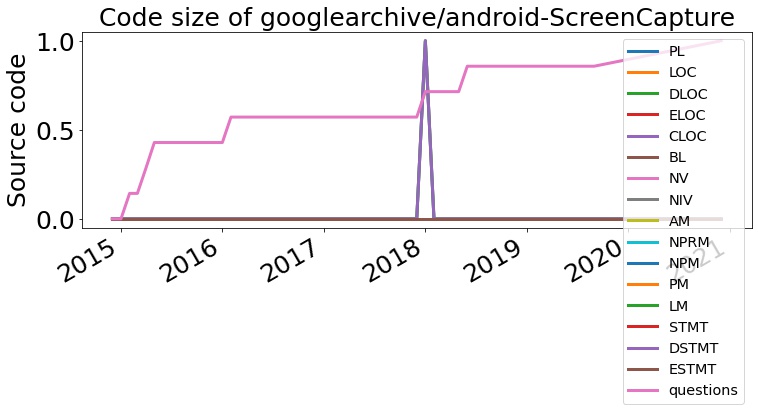 Code size of googlearchive/android-ScreenCapture
Source code
1.0
0.5
0.0
2015
2016
2017
2018
2019
2020
2021
PL
LOC
DLOC
ELOC
CLOC
BL
NV
NIV
AM
NPRM
NPM
PM
LM
STMT
DSTMT
ESTMT
questions